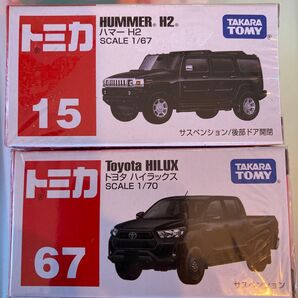 トミカ
15
HUMMER® H2®
ハマー H2
SCALE 1/67
TAKARA
TOMY
サスペンション/後部ドア開閉
トミカ
67
Toyota HILUX
トヨタ ハイラックス
SCALE 1/70
TAKARA
TOMY
サスペンション